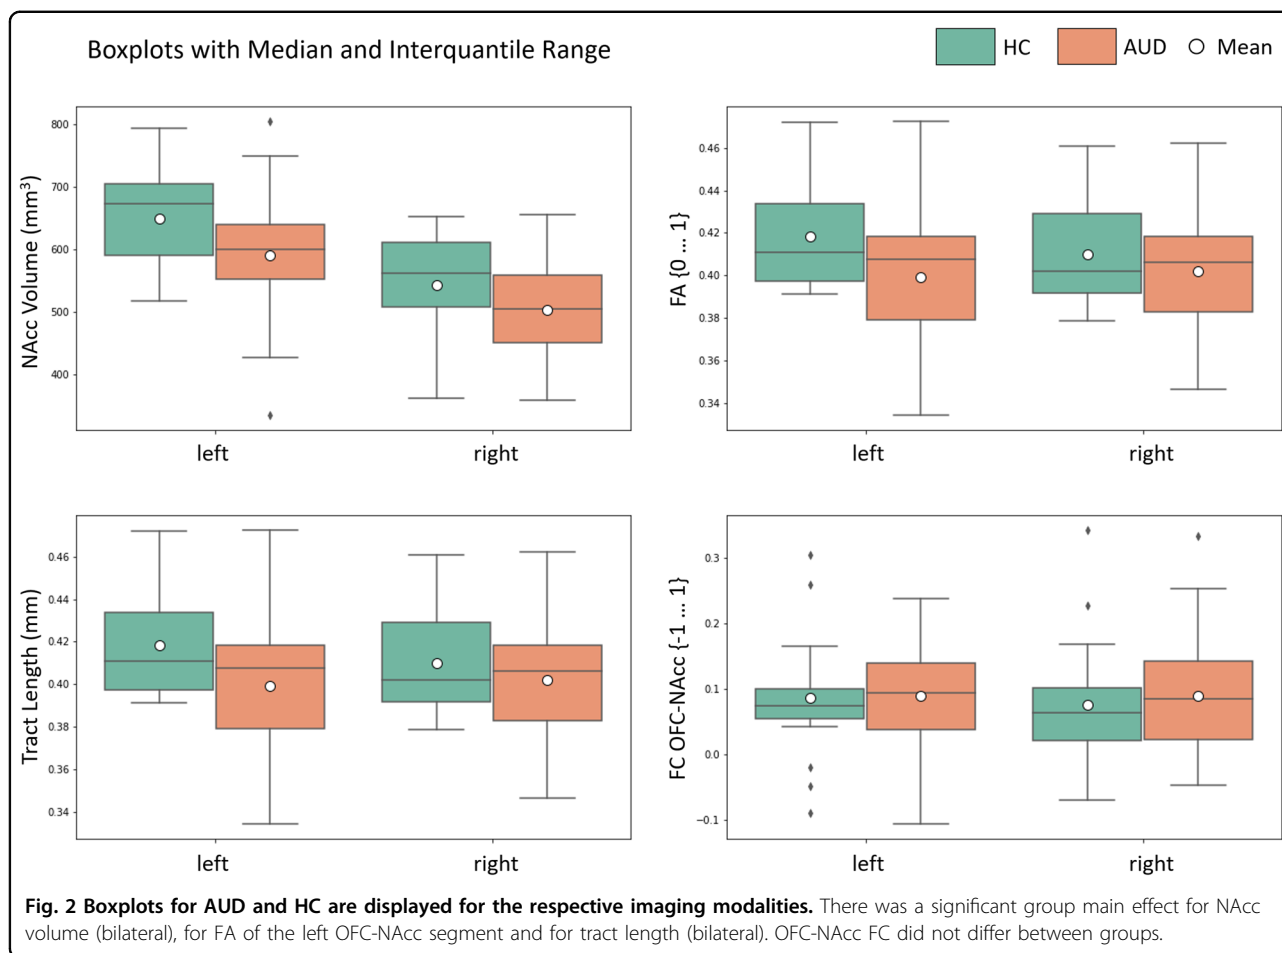 Boxplots with Median and Interquantile Range
HC
AUD
Mean
NAcc Volume (mm³)
800
700
600
500
400
left
right
FA {0 ... 1}
0.46
0.44
0.42
0.40
0.38
0.36
0.34
left
right
Tract Length (mm)
0.46
0.44
0.42
0.40
0.38
0.36
0.34
left
right
FC OFC-NAcc {-1 ... 1}
0.3
0.2
0.1
0.0
−0.1
left
right
Fig. 2 Boxplots for AUD and HC are displayed for the respective imaging modalities. There was a significant group main effect for NAcc
volume (bilateral), for FA of the left OFC-NAcc segment and for tract length (bilateral). OFC-NAcc FC did not differ between groups.